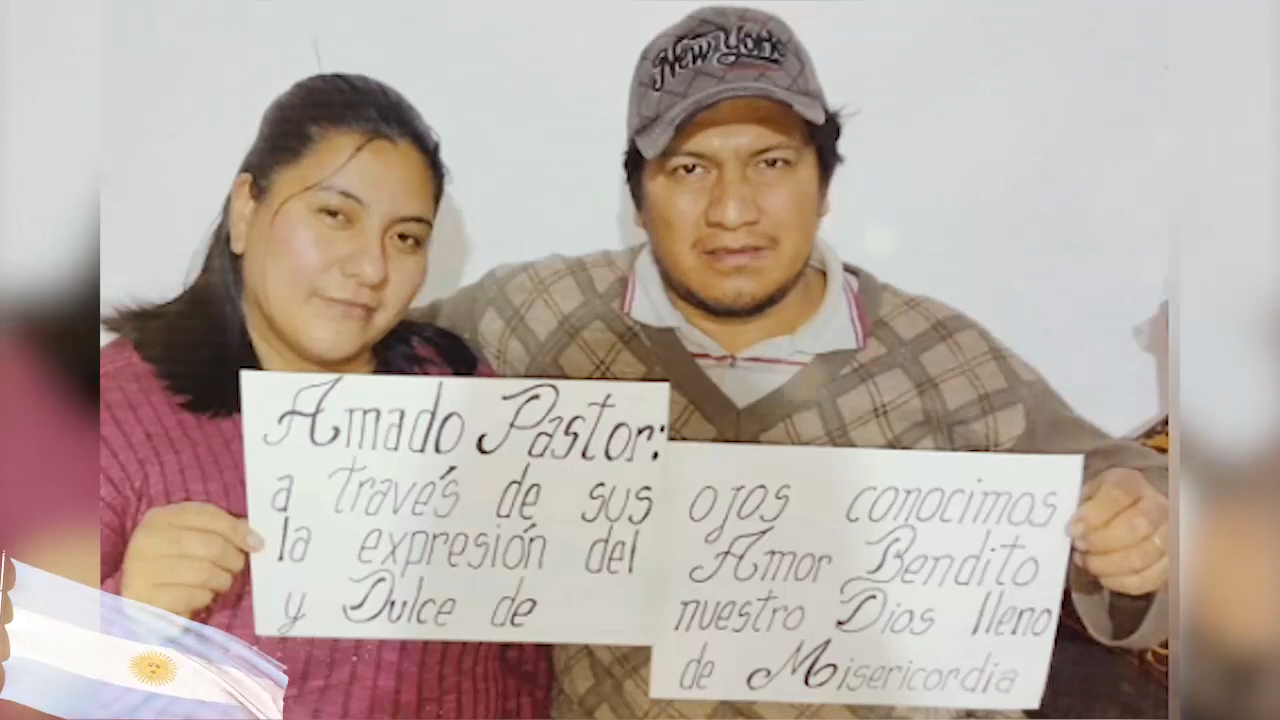 New York
Amado Pastor:
a través de sus ojos conocimos
la expresión del Amor Bendito
y Dulce de nuestro Dios lleno
de Misericordia